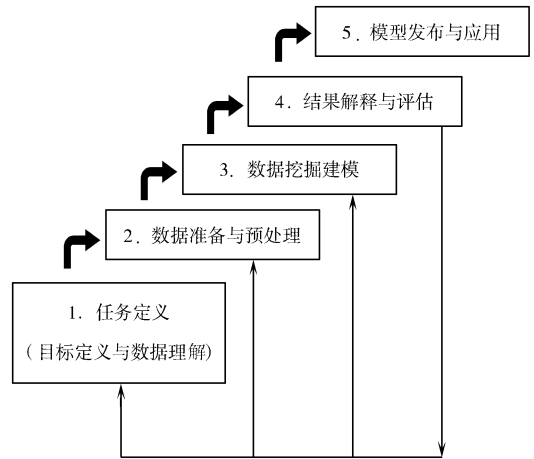 5. 模型发布与应用
4. 结果解释与评估
3. 数据挖掘建模
2. 数据准备与预处理
1. 任务定义
(目标定义与数据理解)